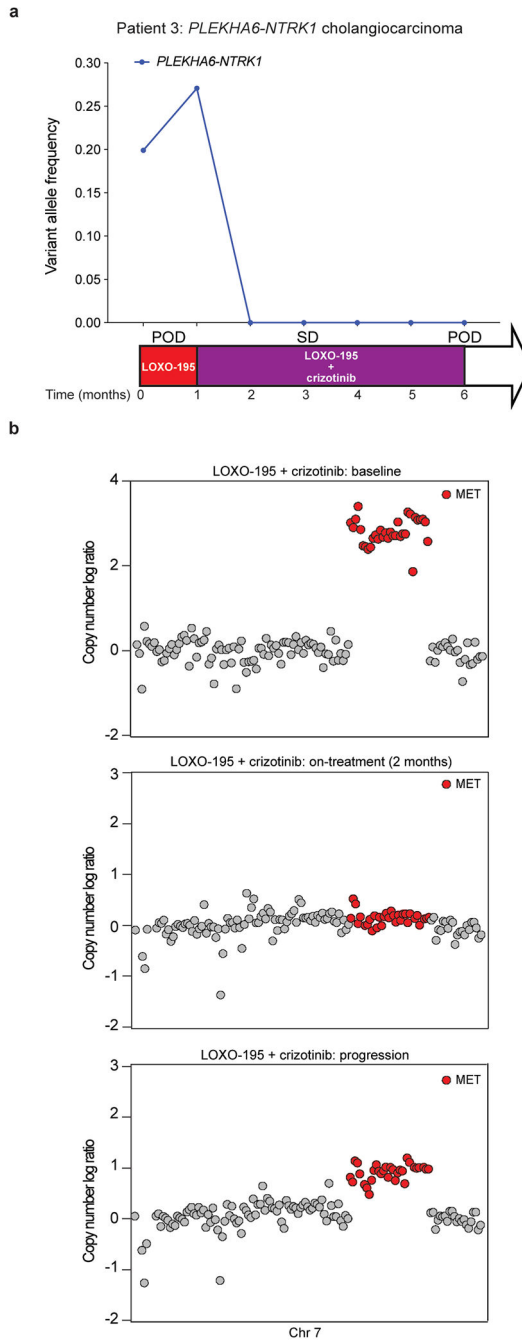 a
Patient 3: PLEKHA6-NTRK1 cholangiocarcinoma
PLEKHA6-NTRK1
0.30
0.25
0.20
0.15
0.10
0.05
0.00
Variant allele frequency
POD SD POD
LOXO-195
LOXO-195
+
crizotinib
Time (months) 0 1 2 3 4 5 6
b
LOXO-195 + crizotinib: baseline
MET
4
2
0
-2
Copy number log ratio
LOXO-195 + crizotinib: on-treatment (2 months)
MET
3
2
1
0
-1
-2
Copy number log ratio
LOXO-195 + crizotinib: progression
MET
3
2
1
0
-1
-2
Copy number log ratio
Chr 7